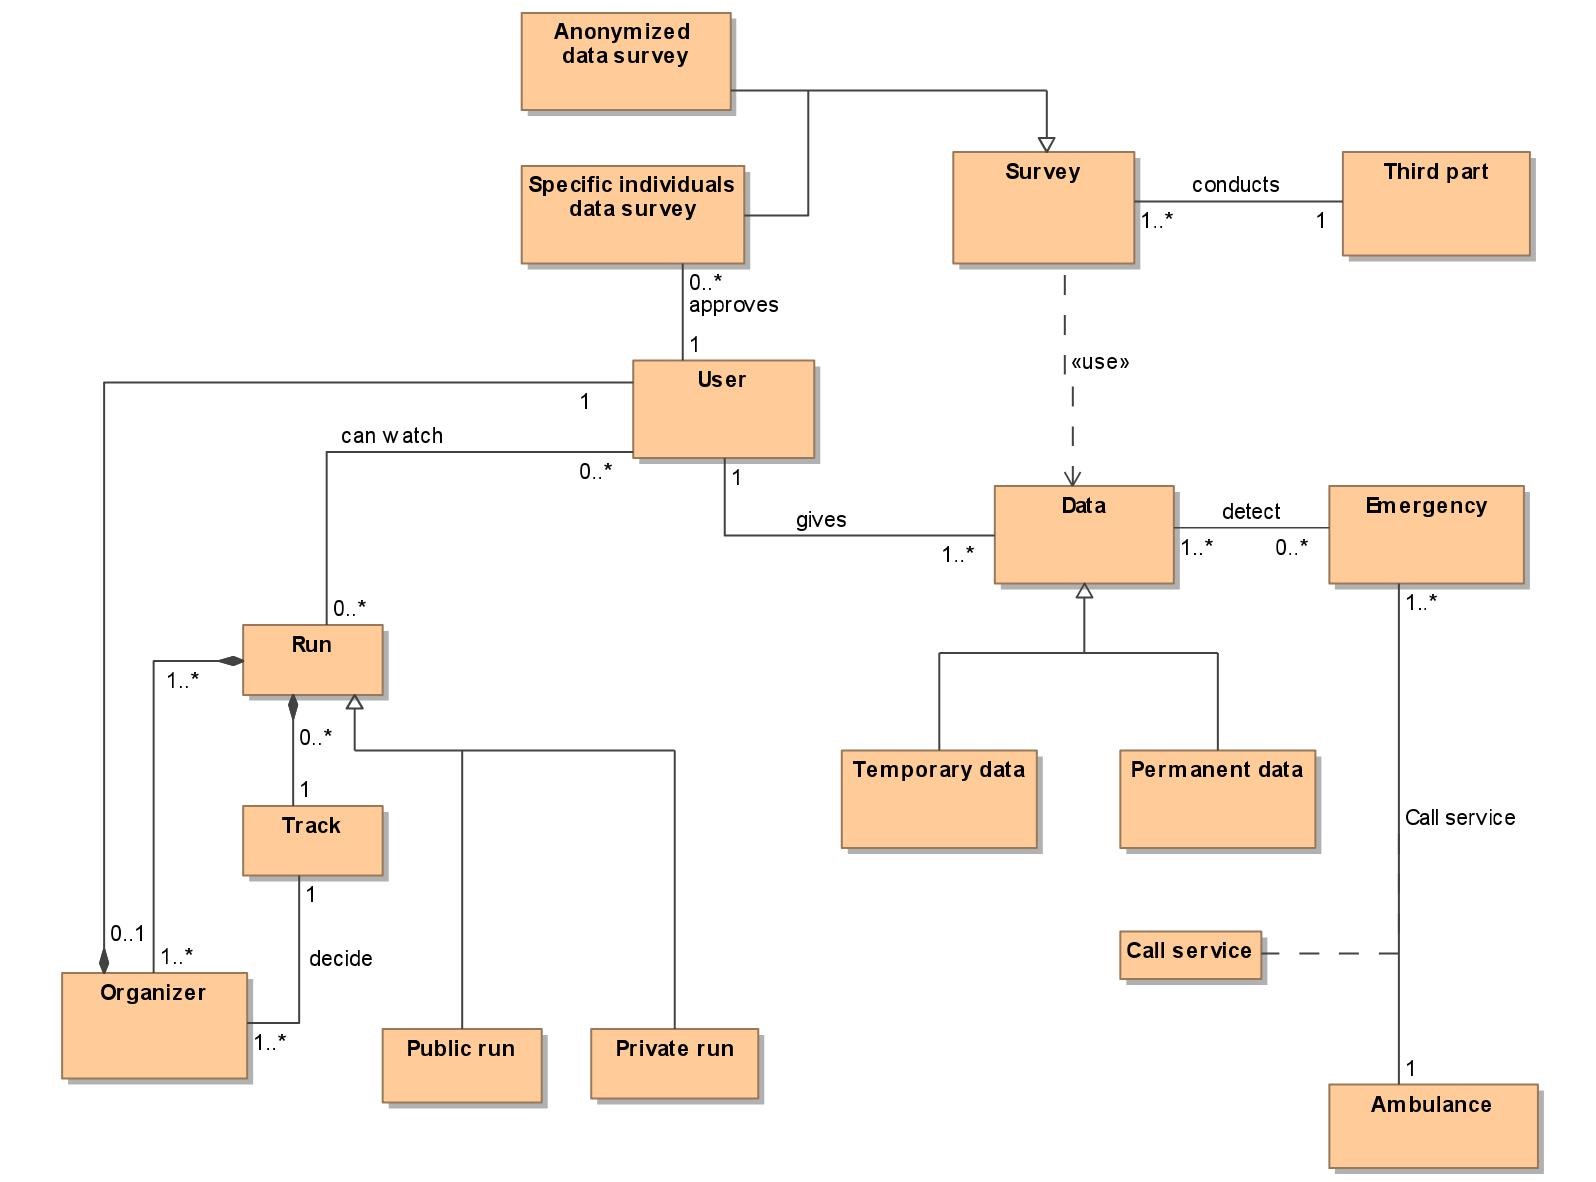 Anonymized
data survey
Specific individuals
data survey
Survey
conducts
Third part
1..*
1
0..*
approves
1
«use»
User
1
can watch
0..*
1
gives
1..*
Data
detect
Emergency
1..*
0..*
1..*
0..*
Run
1..*
0..*
1
Track
Temporary data
Permanent data
Call service
1
0..1
1..*
decide
Call service
Organizer
1..*
Public run
Private run
1
Ambulance